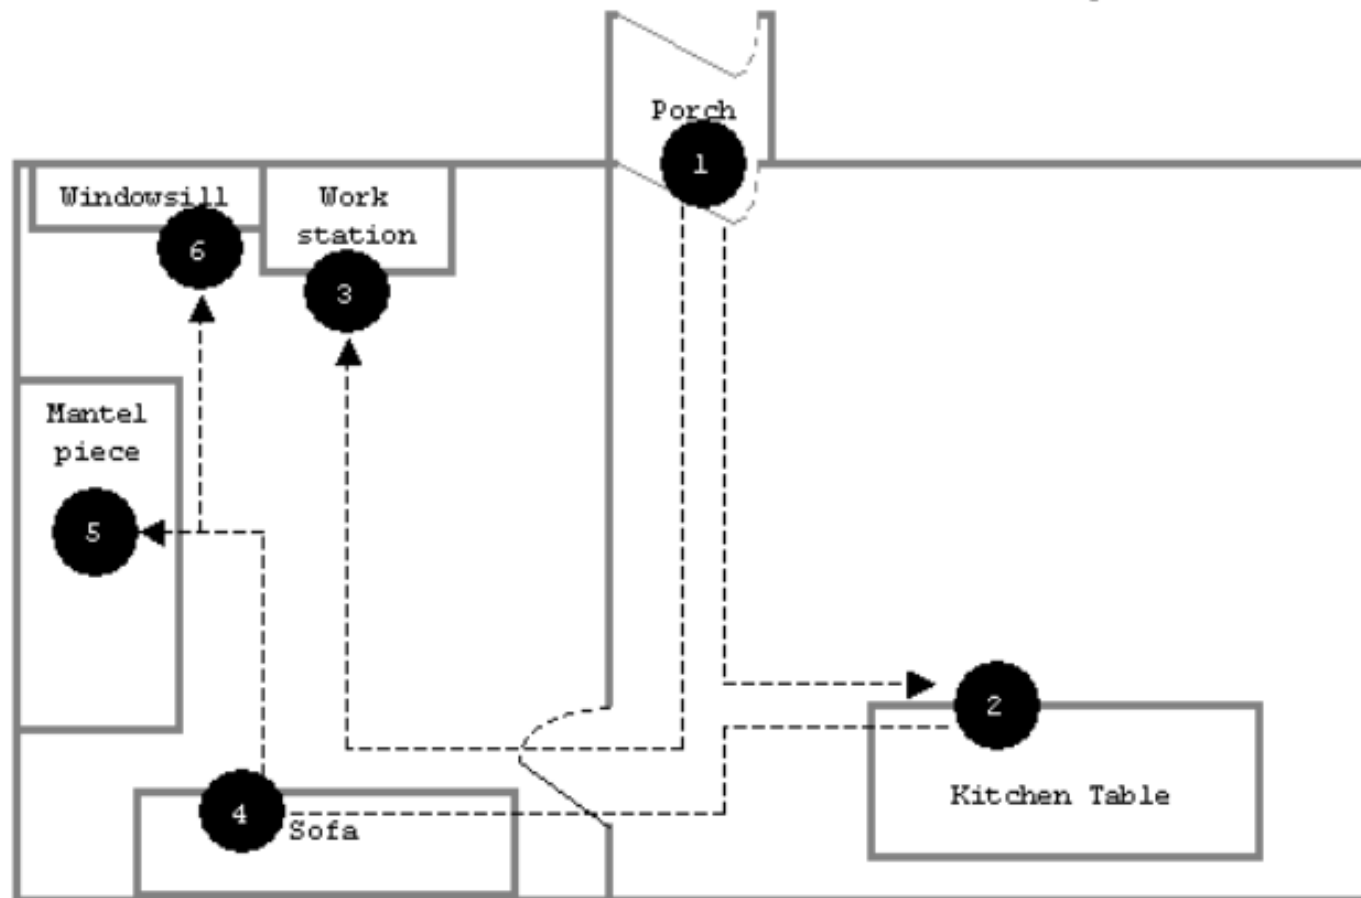 Porch
1
Windowsill
Work
station
6
3
Mantel
piece
5
2
Kitchen Table
4
Sofa